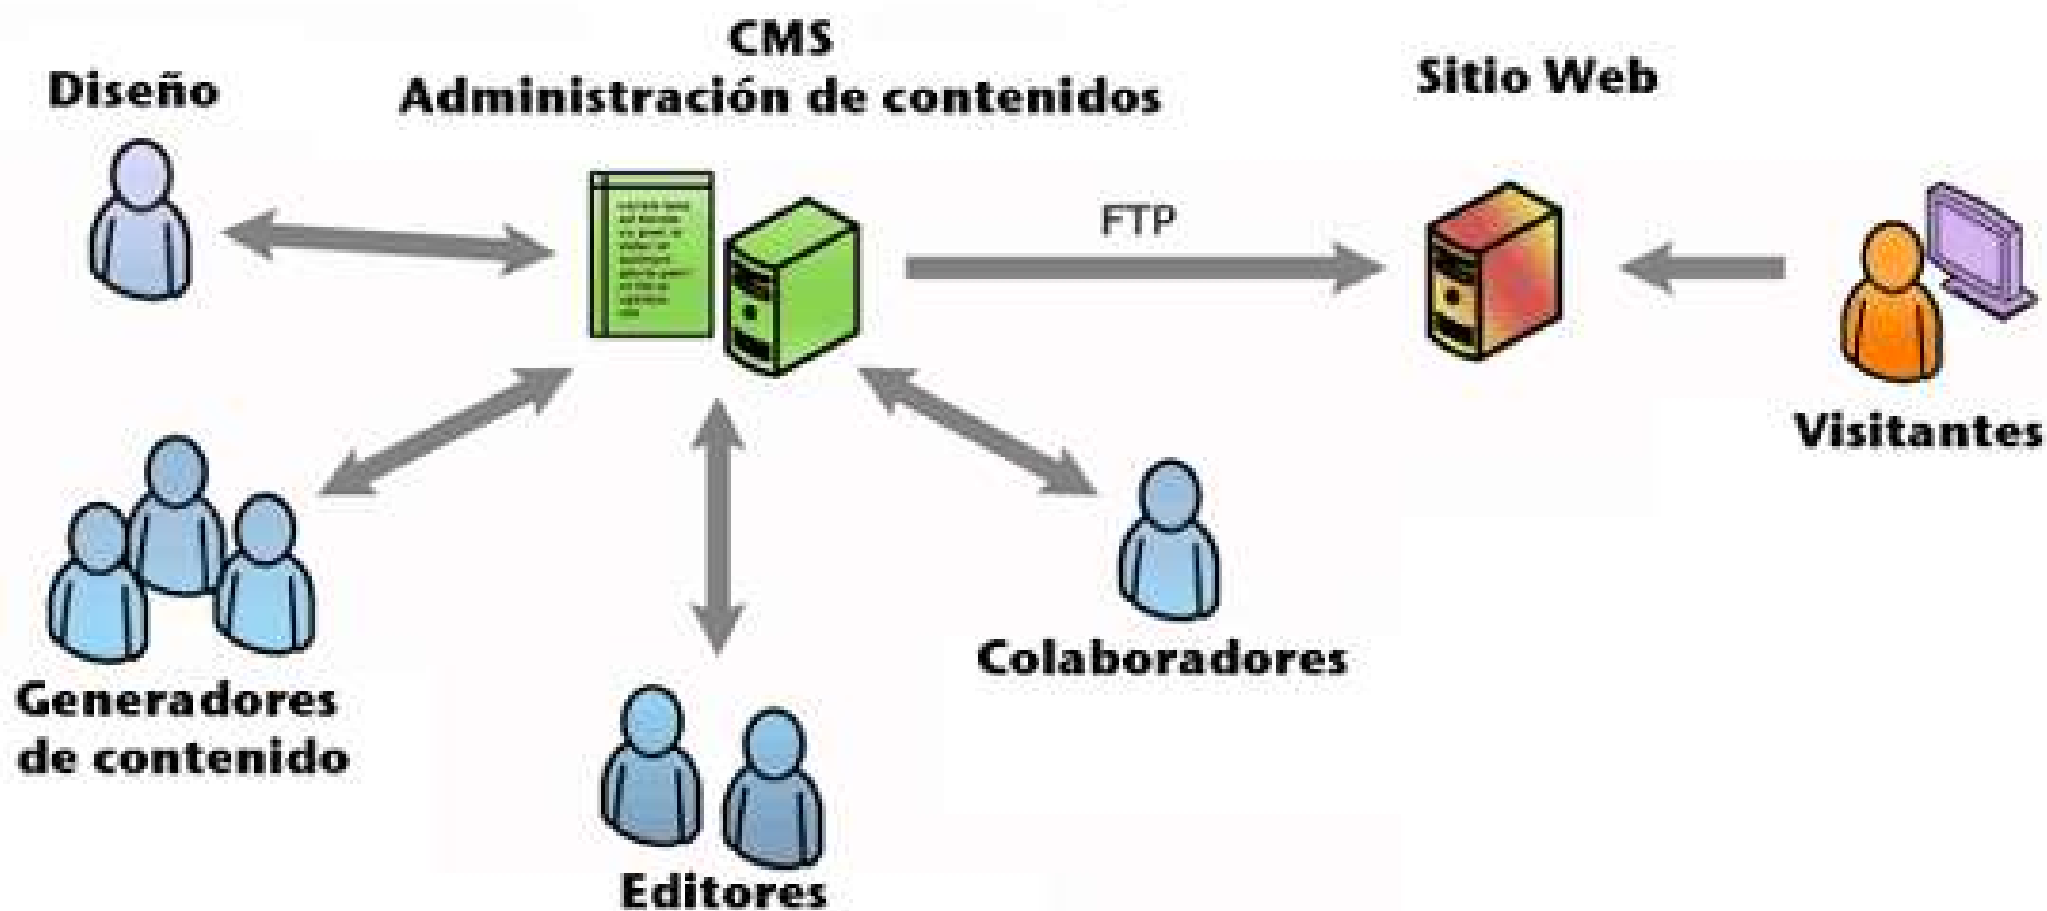 CMS
Administración de contenidos
Diseño
Sitio Web
FTP
Visitantes
Colaboradores
Generadores
de contenido
Editores